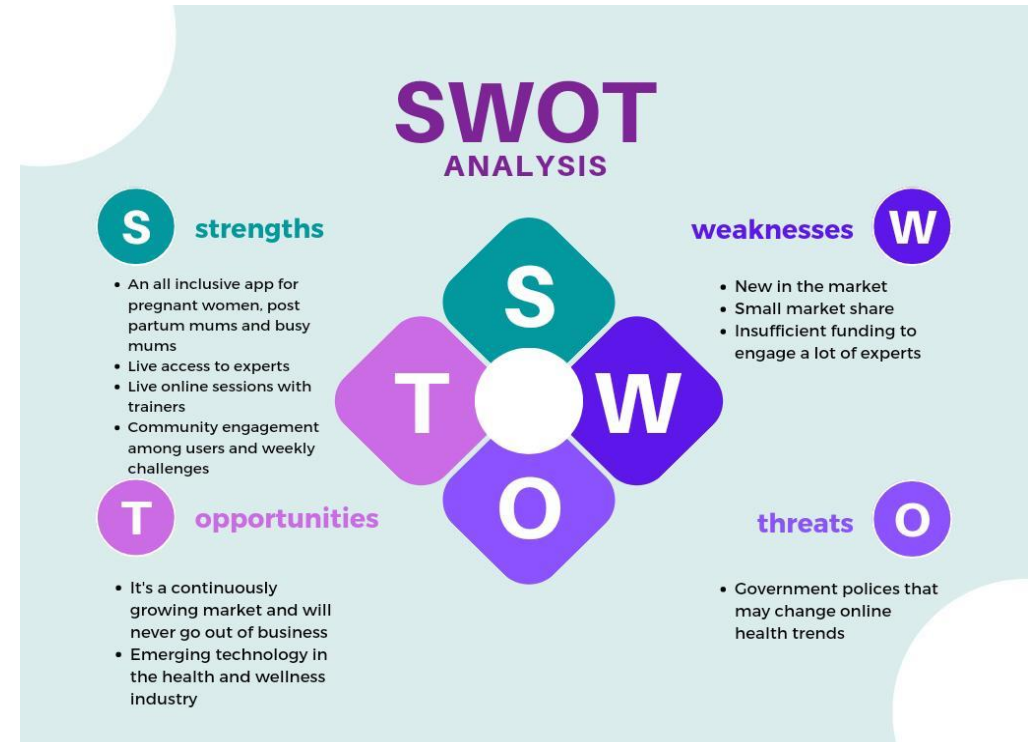 SWOT
ANALYSIS
S strengths
• An all inclusive app for
pregnant women, post
partum mums and busy
mums
• Live access to experts
• Live online sessions with
trainers
• Community engagement
among users and weekly
challenges
weaknesses W
• New in the market
• Small market share
• Insufficient funding to
engage a lot of experts
S
T
W
O
T opportunities
• It's a continuously
growing market and will
never go out of business
• Emerging technology in
the health and wellness
industry
threats O
• Government polices that
may change online
health trends